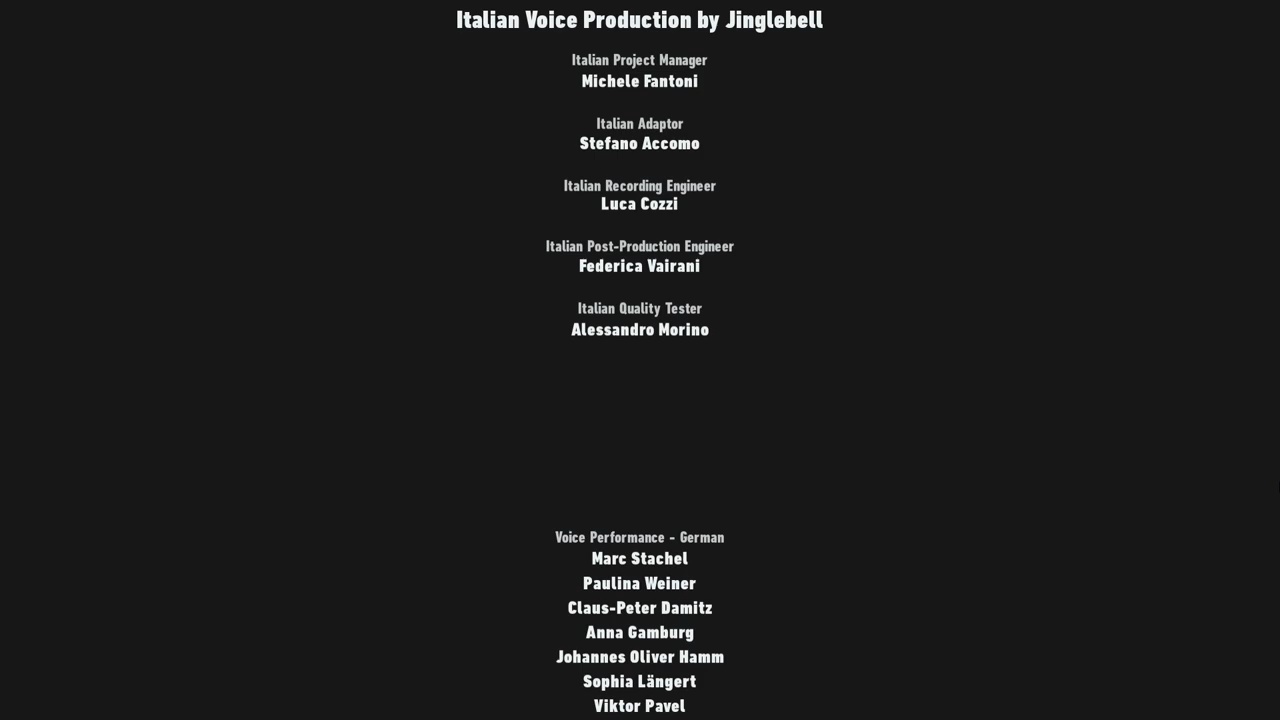 Italian Voice Production by Jinglebell
Italian Project Manager
Michele Fantoni
Italian Adaptor
Stefano Accomo
Italian Recording Engineer
Luca Cozzi
Italian Post-Production Engineer
Federica Vairani
Italian Quality Tester
Alessandro Morino
Voice Performance - German
Marc Stachel
Paulina Weiner
Claus-Peter Damitz
Anna Gamburg
Johannes Oliver Hamm
Sophia Längert
Viktor Pavel